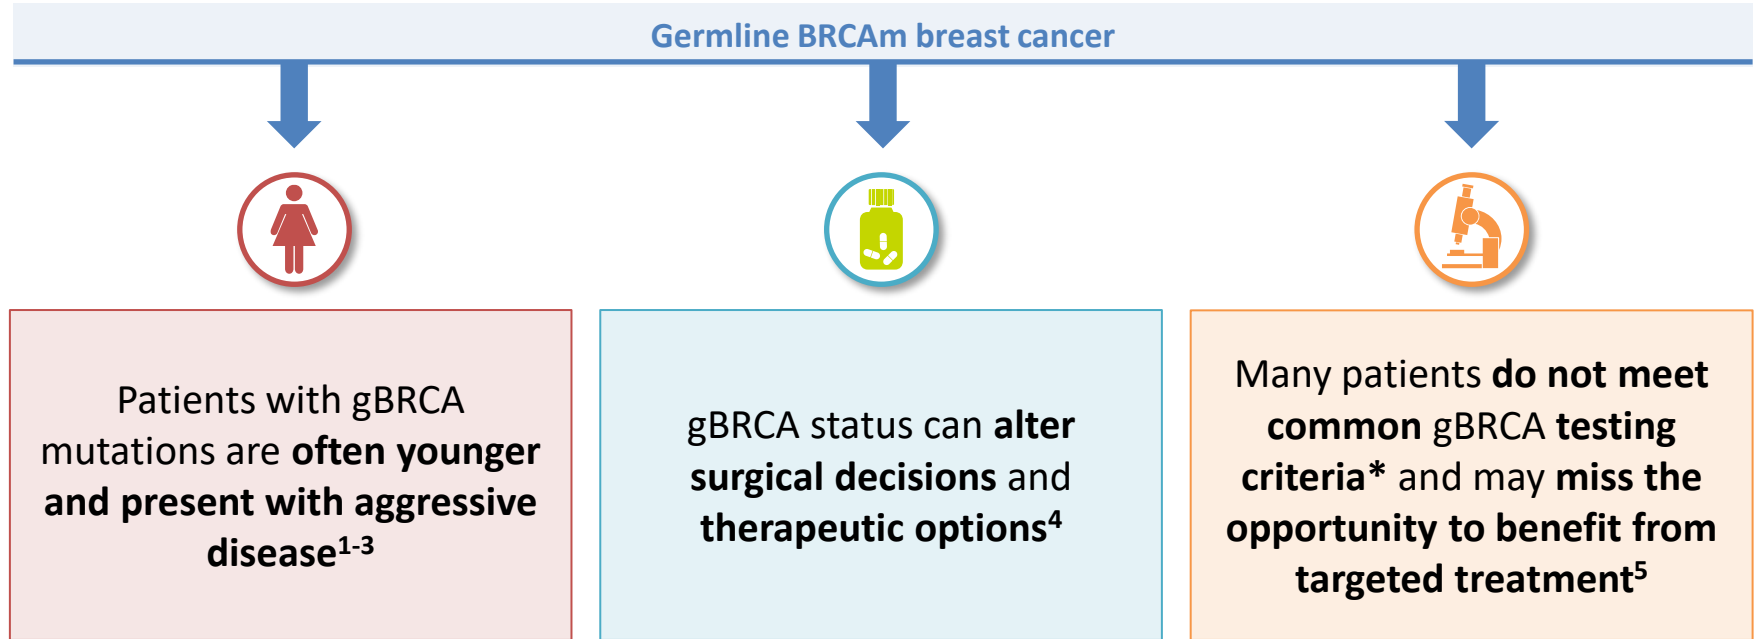 Germline BRCAm breast cancer
Patients with gBRCA
mutations are often younger
and present with aggressive
disease1-3
gBRCA status can alter
surgical decisions and
therapeutic options4
Many patients do not meet
common gBRCA testing
criteria* and may miss the
opportunity to benefit from
targeted treatment5